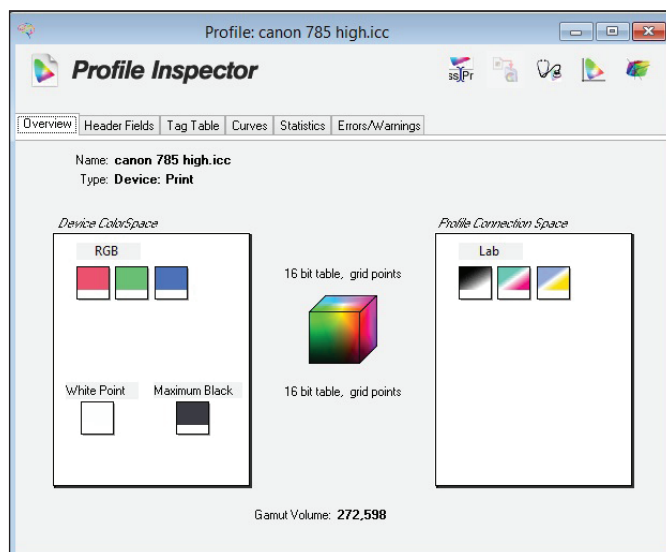 Profile: canon 785 high.icc
Profile Inspector
ss|Pr
Overview Header Fields Tag Table Curves Statistics Errors/Warnings
Name: canon 785 high.icc
Type: Device: Print
Device ColorSpace
Profile Connection Space
RGB
Lab
16 bit table, grid points
White Point Maximum Black
16 bit table, grid points
Gamut Volume: 272,598